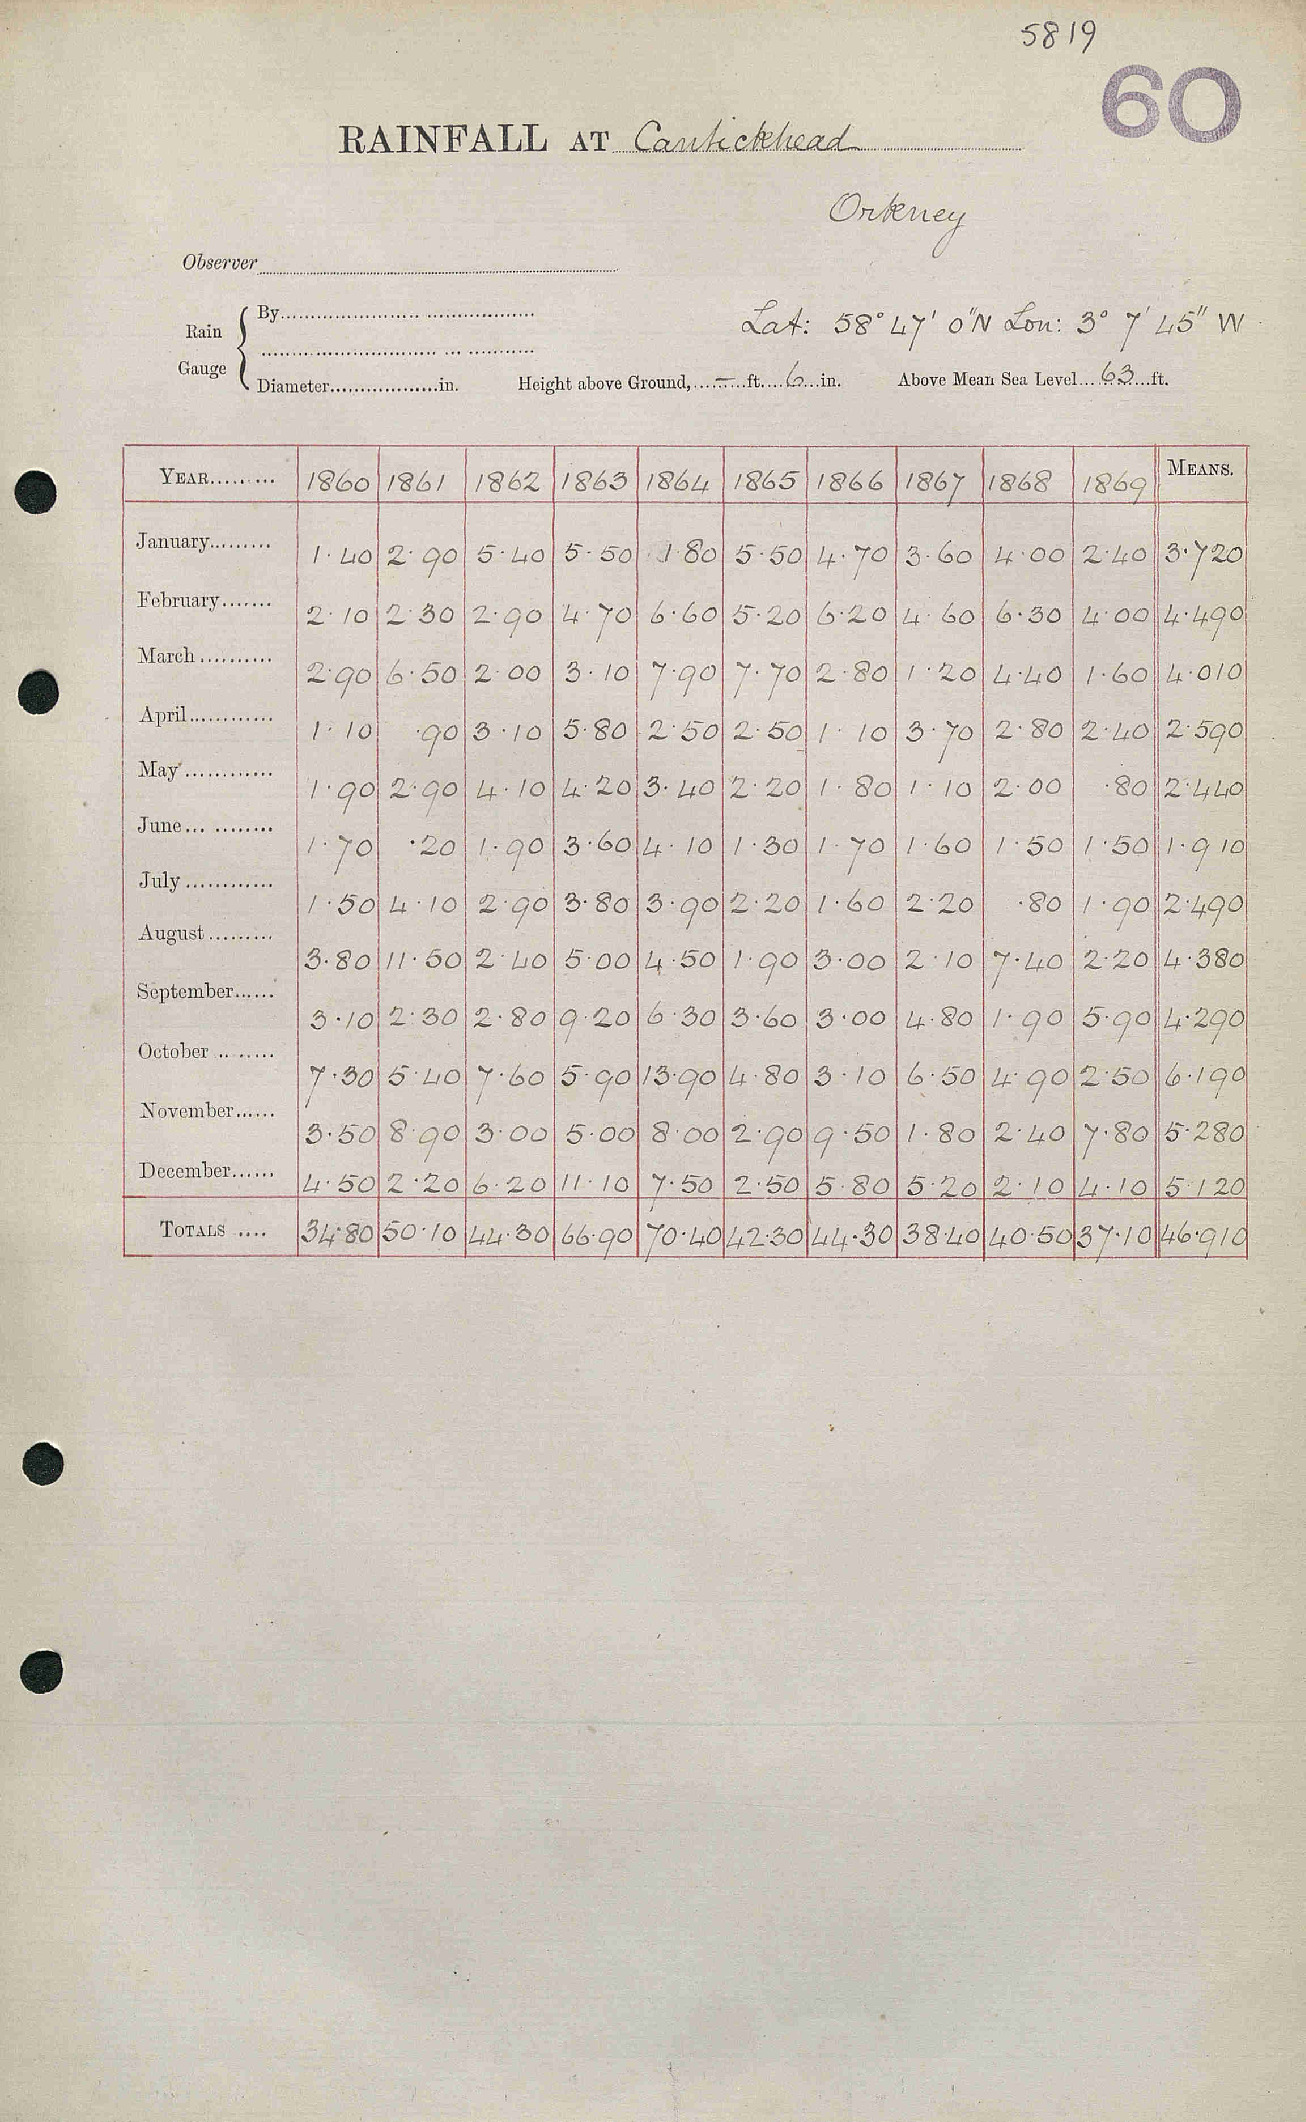 5819
60
RAINFALL AT Cantickhead
Orkney
Observer
Rain Gauge { By
Lat: 58° 47' 0"N Lon: 3° 7' 45" W
Diameter in. Height above Ground, – ft. 6 in. Above Mean Sea Level 63 ft.
YEAR 1860 1861 1862 1863 1864 1865 1866 1867 1868 1869 MEANS.
January 1.40 2.90 5.40 5.50 1.80 5.50 4.70 3.60 4.00 2.40 3.720
February 2.10 2.30 2.90 4.70 6.60 5.20 6.20 4.60 6.30 4.00 4.490
March 2.90 6.50 2.00 3.10 7.90 7.70 2.80 1.20 4.40 1.60 4.010
April 1.10 .90 3.10 5.80 2.50 2.50 1.10 3.70 2.80 2.40 2.590
May 1.90 2.90 4.10 4.20 3.40 2.20 1.80 1.10 2.00 .80 2.440
June 1.70 .20 1.90 3.60 4.10 1.30 1.70 1.60 1.50 1.50 1.910
July 1.50 4.10 2.90 3.80 3.90 2.20 1.60 2.20 .80 1.90 2.490
August 3.80 11.50 2.40 5.00 4.50 1.90 3.00 2.10 7.40 2.20 4.380
September 3.10 2.30 2.80 9.20 6.30 3.60 3.00 4.80 1.90 5.90 4.290
October 7.30 5.40 7.60 5.90 13.90 4.80 3.10 6.50 4.90 2.50 6.190
November 3.50 8.90 3.00 5.00 8.00 2.90 9.50 1.80 2.40 7.80 5.280
December 4.50 2.20 6.20 11.10 7.50 2.50 5.80 5.20 2.10 4.10 5.120
TOTALS 34.80 50.10 44.30 66.90 70.40 42.30 44.30 38.40 40.50 37.10 46.910